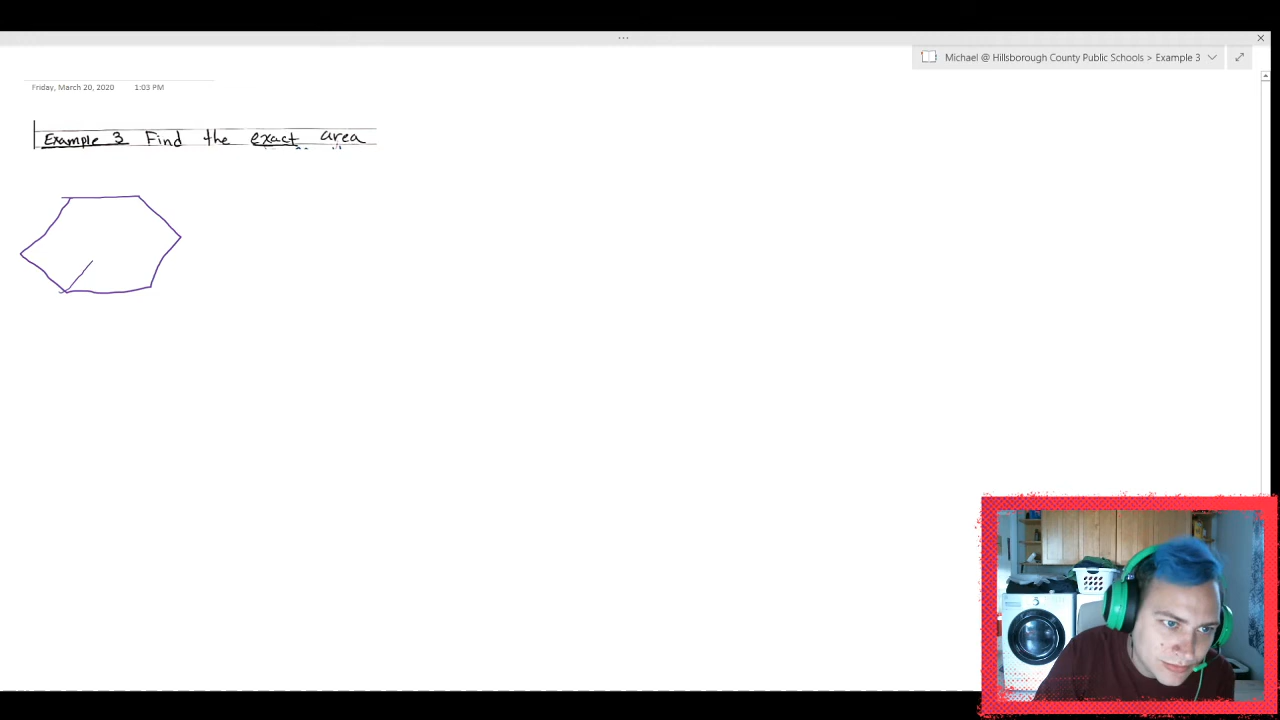 Michael @ Hillsborough County Public Schools > Example 3
Friday, March 20, 2020 1:03 PM
Example 3 Find the exact area